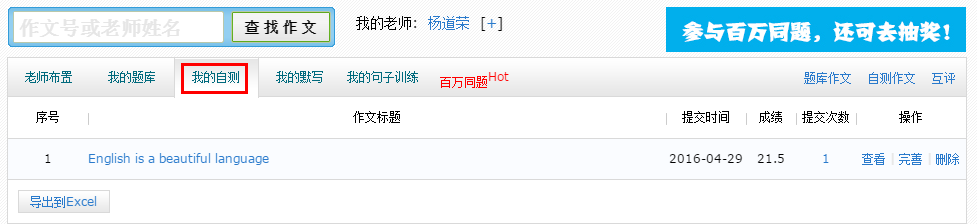 作文号或老师姓名 查找作文 我的老师: 杨道荣 [+] 参与百万同题，还可去抽奖！
老师布置 我的题库 我的自测 我的默写 我的句子训练 百万同题Hot 题库作文 自测作文 互评
序号 作文标题 提交时间 成绩 提交次数 操作
1 English is a beautiful language 2016-04-29 21.5 1 查看 完善 删除
导出到Excel